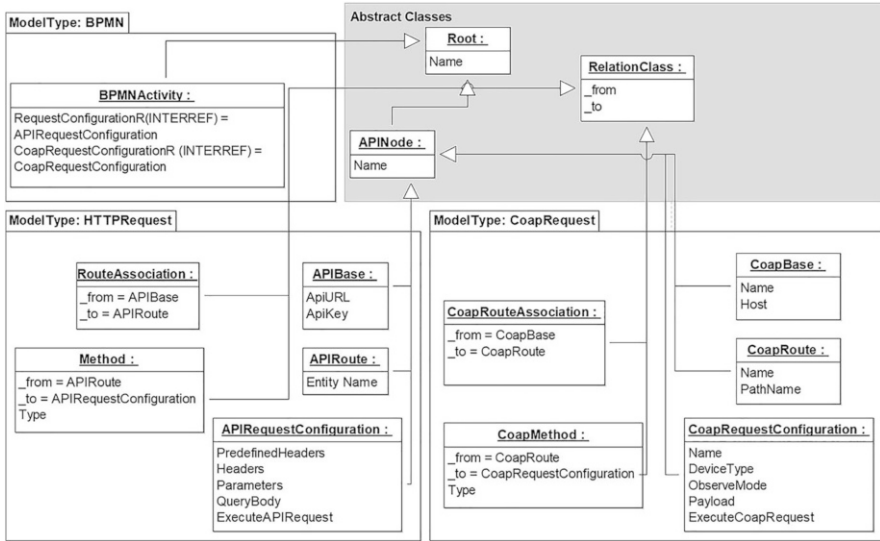 ModelType: BPMN
Abstract Classes
Root :
Name
RelationClass :
_from
_to
BPMNActivity :
RequestConfigurationR(INTERREF) =
APIRequestConfiguration
CoapRequestConfigurationR (INTERREF) =
CoapRequestConfiguration
APINode :
Name
ModelType: HTTPRequest
RouteAssociation :
_from = APIBase
_to = APIRoute
APIBase :
ApiURL
ApiKey
Method :
_from = APIRoute
_to = APIRequestConfiguration
Type
APIRoute :
Entity Name
APIRequestConfiguration :
PredefinedHeaders
Headers
Parameters
QueryBody
ExecuteAPIRequest
ModelType: CoapRequest
CoapRouteAssociation :
_from = CoapBase
_to = CoapRoute
CoapBase :
Name
Host
CoapRoute :
Name
PathName
CoapMethod :
_from = CoapRoute
_to = CoapRequestConfiguration
Type
CoapRequestConfiguration :
Name
DeviceType
ObserveMode
Payload
ExecuteCoapRequest